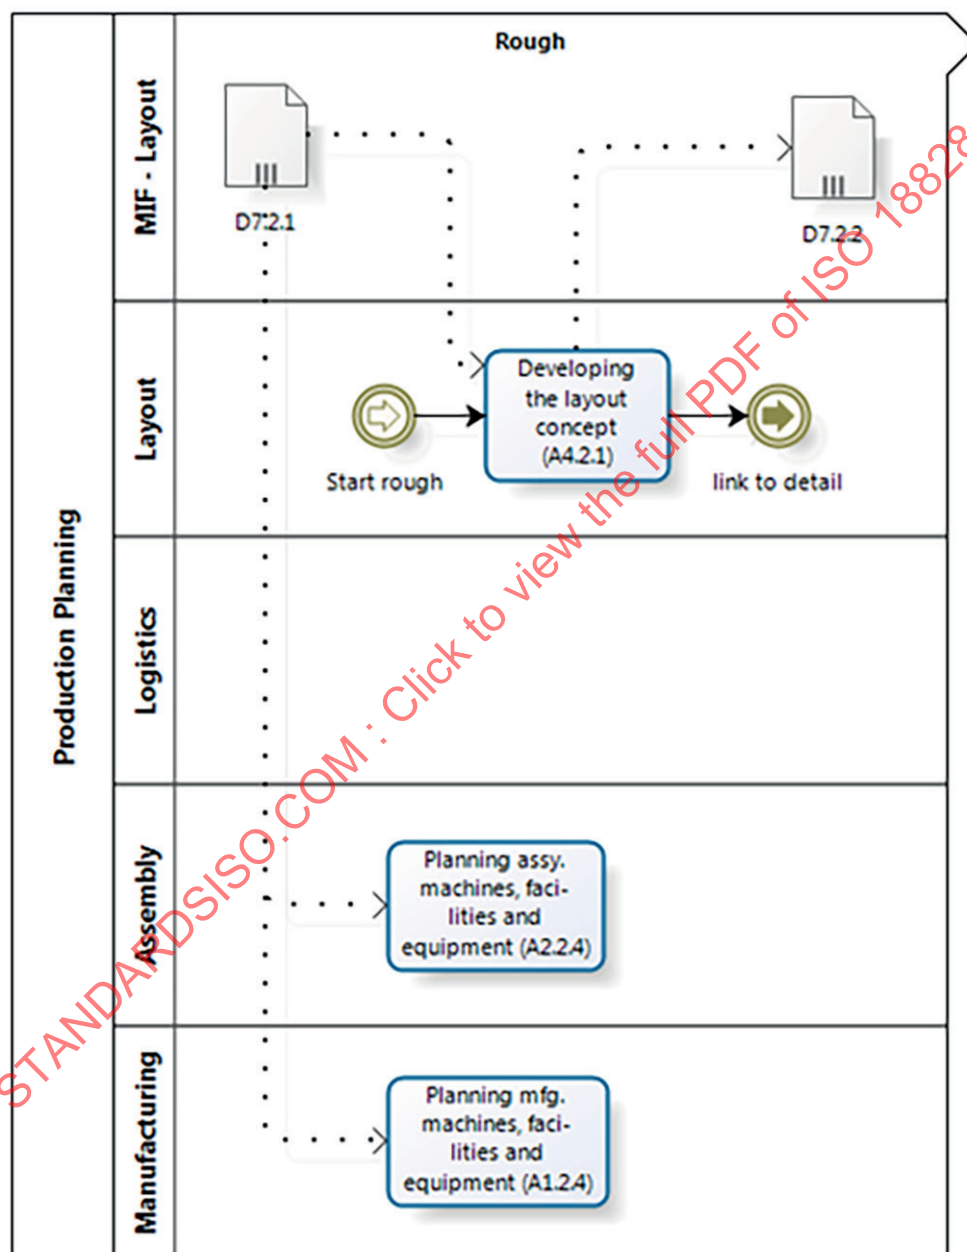 Rough
Production Planning
MIF - Layout
D7.2.1
D7.2.2
Layout
Start rough
Developing
the layout
concept
(A4.2.1)
link to detail
Logistics
Assembly
Planning assy.
machines, faci-
lities and
equipment (A2.2.4)
Manufacturing
Planning mfg.
machines, faci-
lities and
equipment (A1.2.4)
STANDARDSISO.COM : Click to view the full PDF of ISO 18828